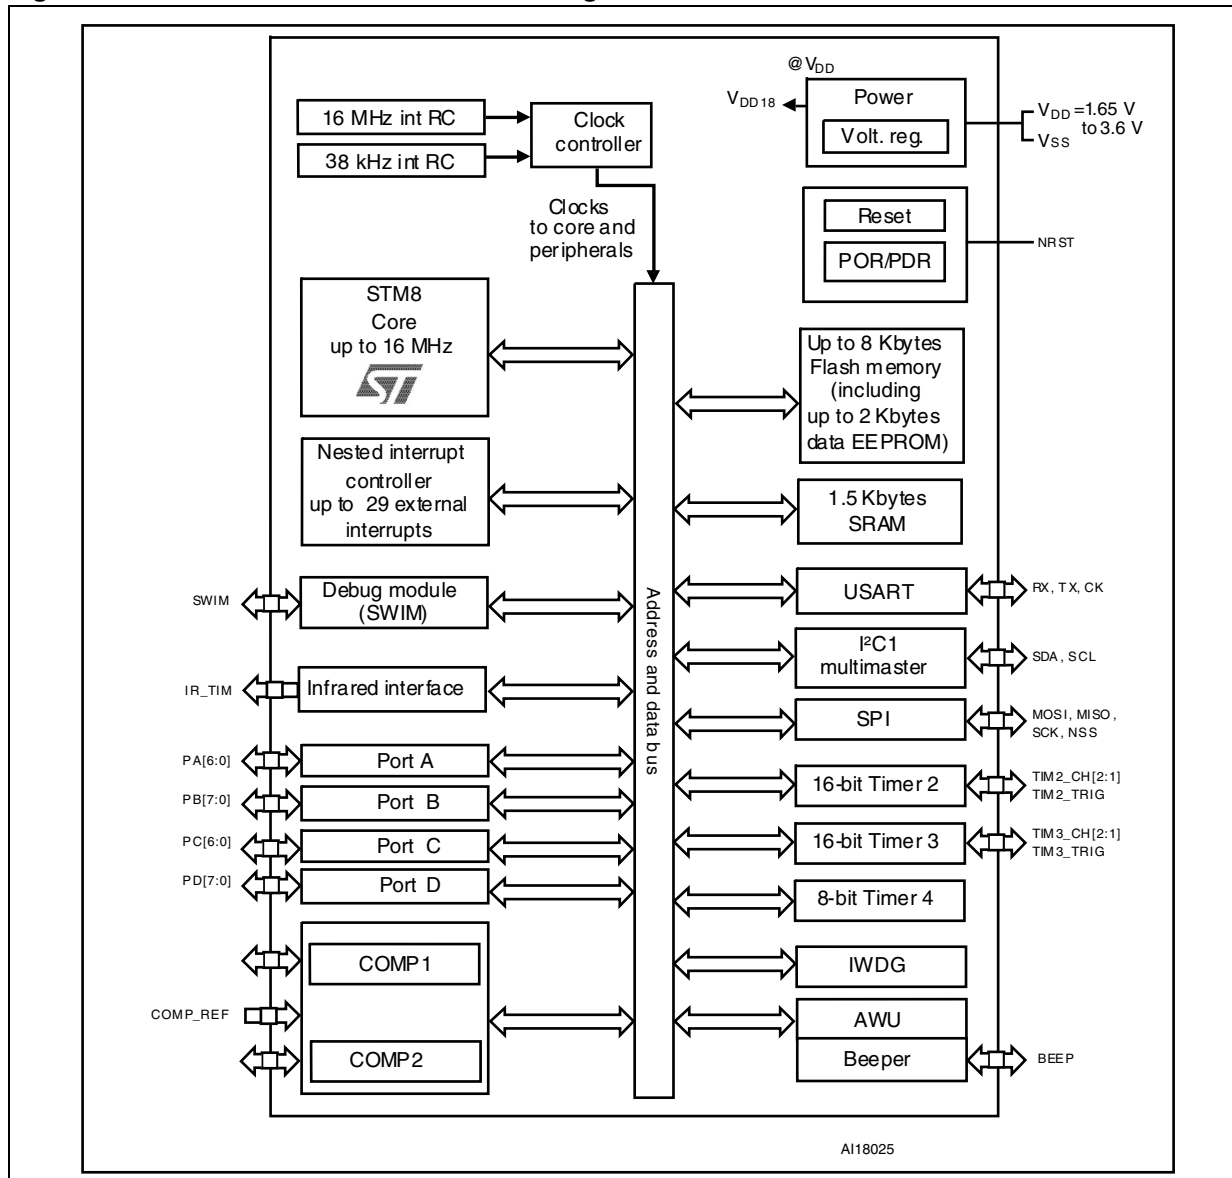 @VDD
16 MHz int RC
38 kHz int RC
Clock
controller
VDD18
Power
Volt. reg.
VDD =1.65 V
to 3.6 V
VSS
Clocks
to core and
peripherals
Reset
POR/PDR
NRST
STM8
Core
up to 16 MHz
ST
Up to 8 Kbytes
Flash memory
(including
up to 2 Kbytes
data EEPROM)
Nested interrupt
controller
up to 29 external
interrupts
1.5 Kbytes
SRAM
SWIM
Debug module
(SWIM)
Address and data bus
USART
RX, TX, CK
I²C1
multimaster
SDA, SCL
IR_TIM
Infrared interface
SPI
MOSI, MISO,
SCK, NSS
PA[6:0]
Port A
16-bit Timer 2
TIM2_CH[2:1]
TIM2_TRIG
PB[7:0]
Port B
PC[6:0]
Port C
16-bit Timer 3
TIM3_CH[2:1]
TIM3_TRIG
PD[7:0]
Port D
8-bit Timer 4
COMP1
IWDG
COMP_REF
AWU
COMP2
Beeper
BEEP
AI18025